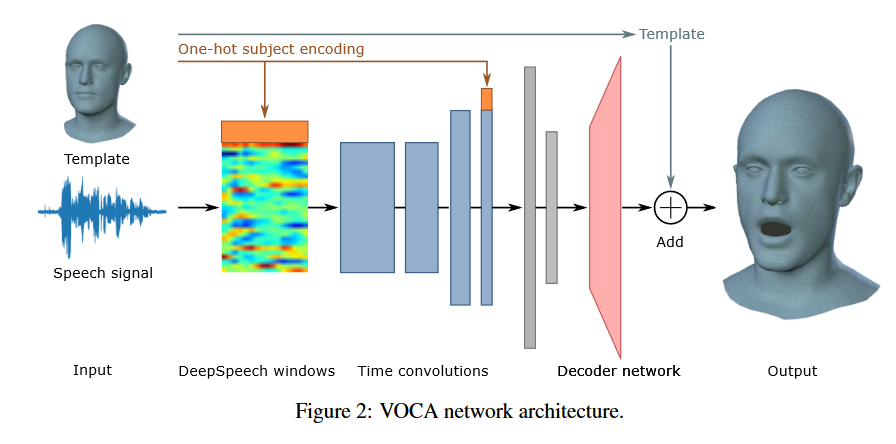 One-hot subject encoding
Template
Template
Speech signal
Add
Input
DeepSpeech windows
Time convolutions
Decoder network
Output
Figure 2: VOCA network architecture.